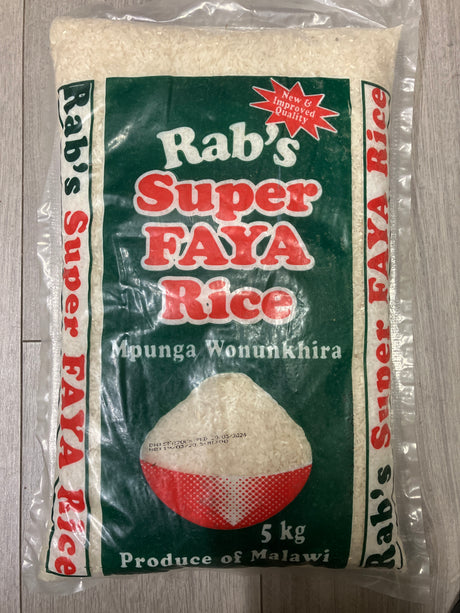 New &
Improved
Quality
Rab's
Super
FAYA
Rice
Mpunga Wonunkhira
5 kg
Produce of Malawi
Rab's Super FAYA Rice
Rab's Super FAYA Rice